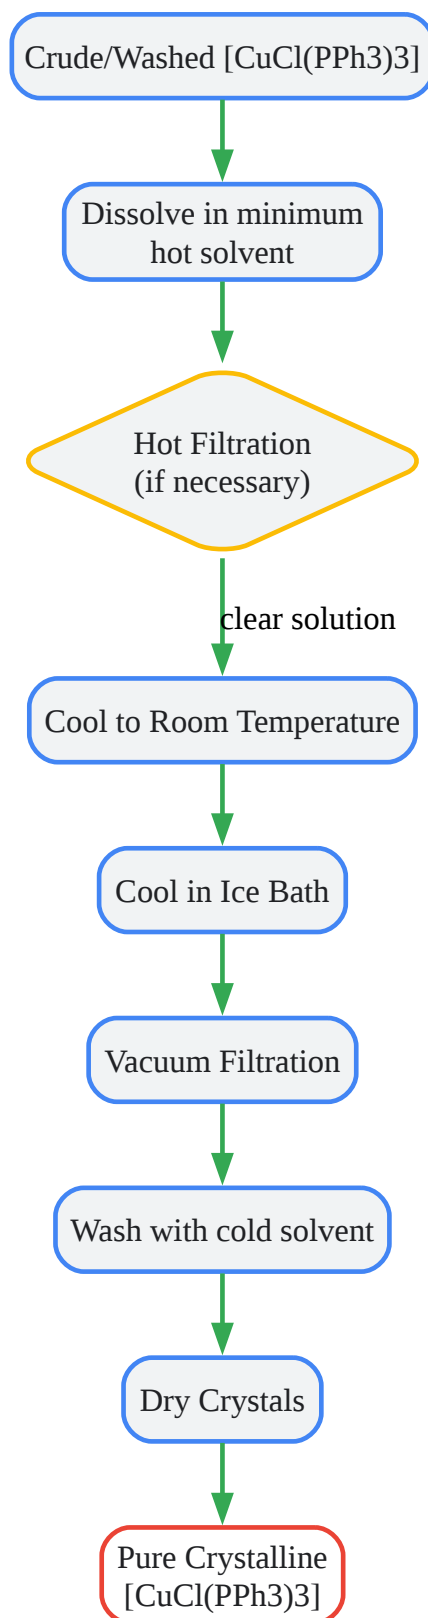 Crude/Washed [CuCl(PPh3)3]
Dissolve in minimum
hot solvent
Hot Filtration
(if necessary)
clear solution
Cool to Room Temperature
Cool in Ice Bath
Vacuum Filtration
Wash with cold solvent
Dry Crystals
Pure Crystalline
[CuCl(PPh3)3]